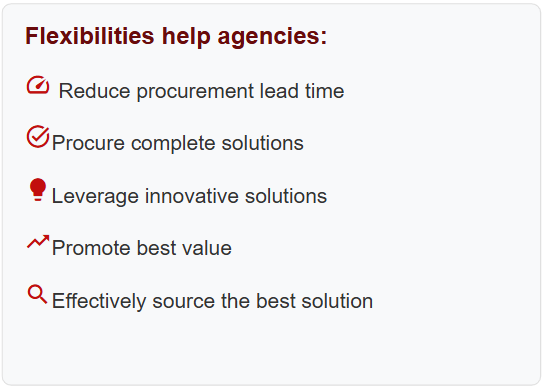 Flexibilities help agencies:
Reduce procurement lead time
Procure complete solutions
Leverage innovative solutions
Promote best value
Effectively source the best solution